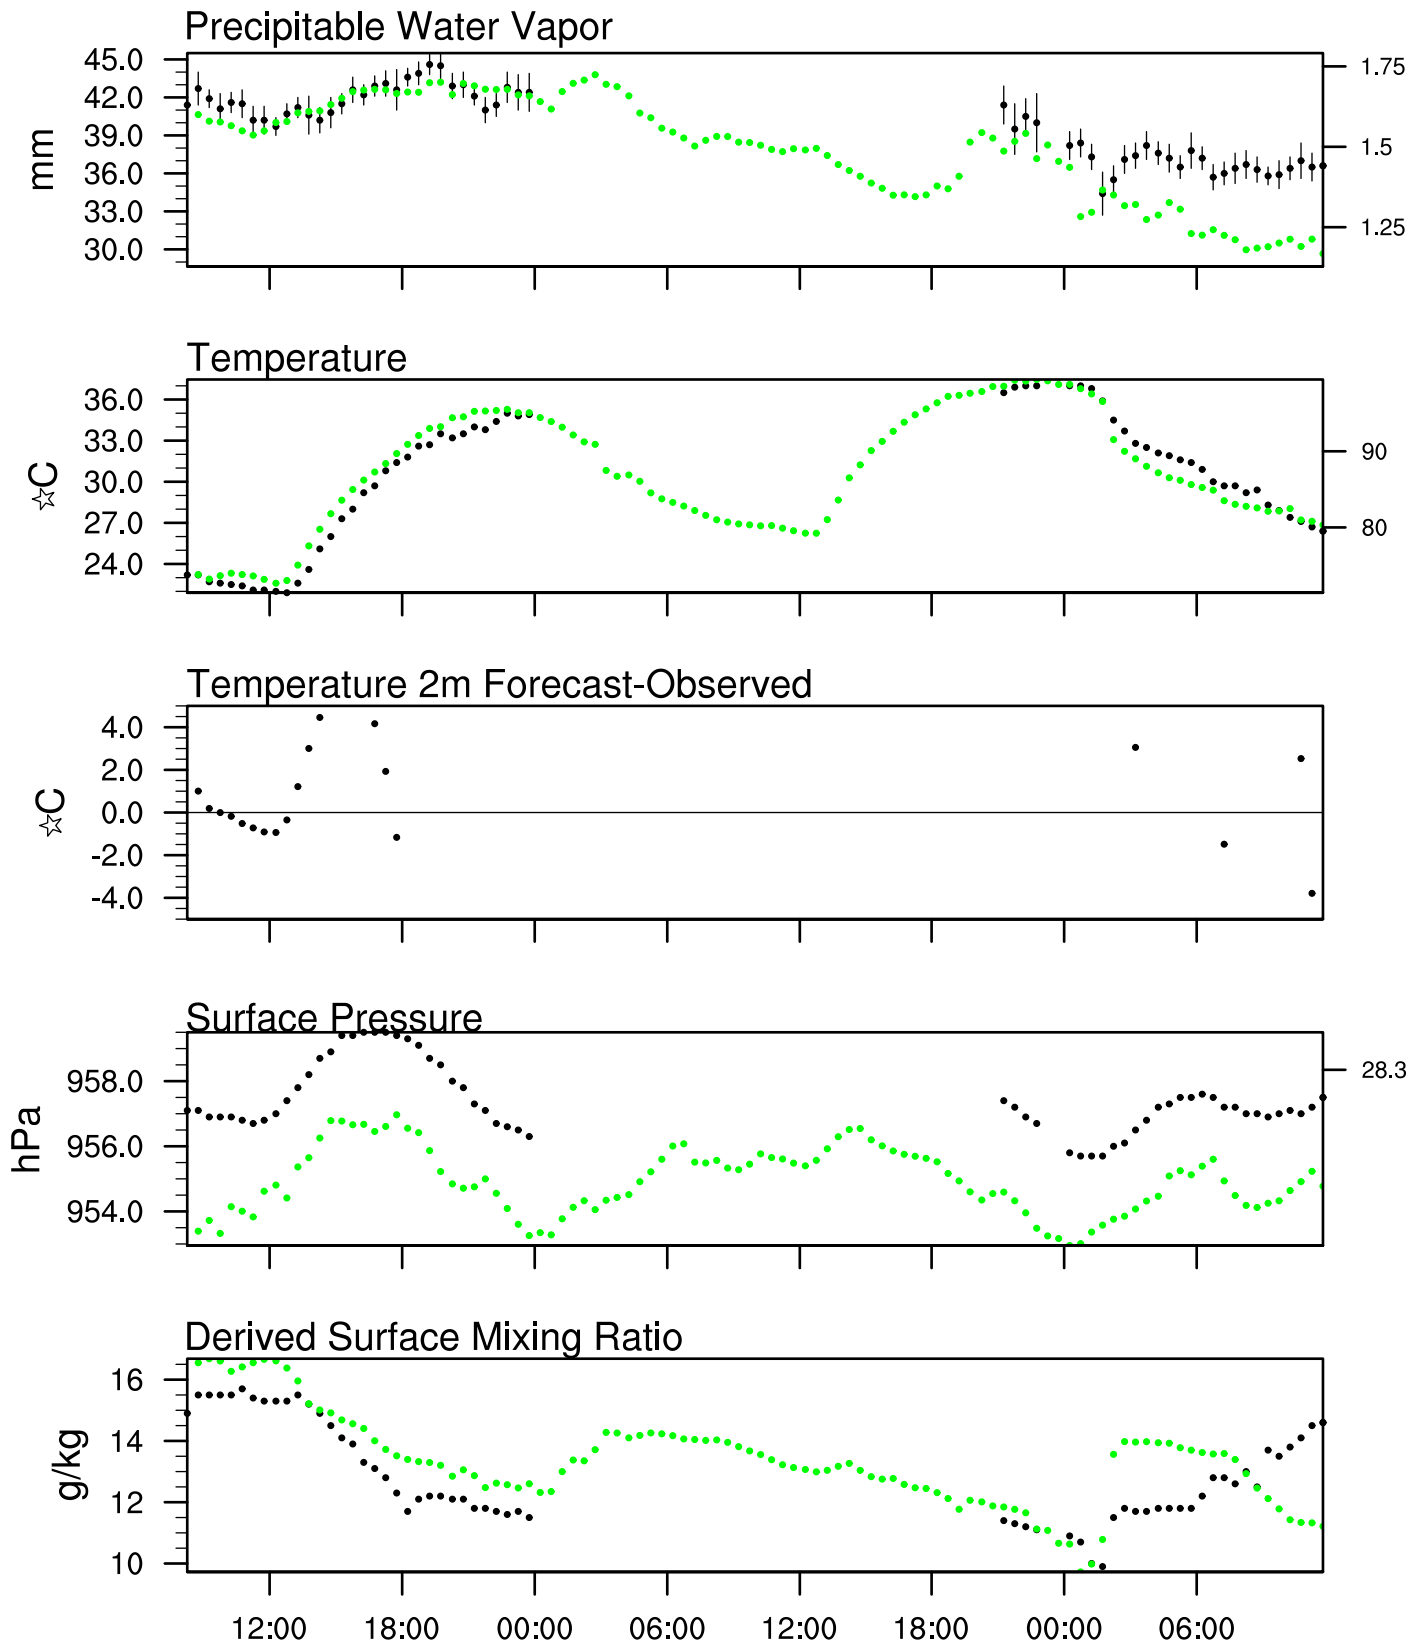 Precipitable Water Vapor
45.0
42.0
39.0
36.0
33.0
30.0
mm
1.75
1.5
1.25
Temperature
36.0
33.0
30.0
27.0
24.0
☆C
90
80
Temperature 2m Forecast-Observed
4.0
2.0
0.0
-2.0
-4.0
☆C
Surface Pressure
958.0
956.0
954.0
hPa
28.3
Derived Surface Mixing Ratio
16
14
12
10
g/kg
12:00 18:00 00:00 06:00 12:00 18:00 00:00 06:00